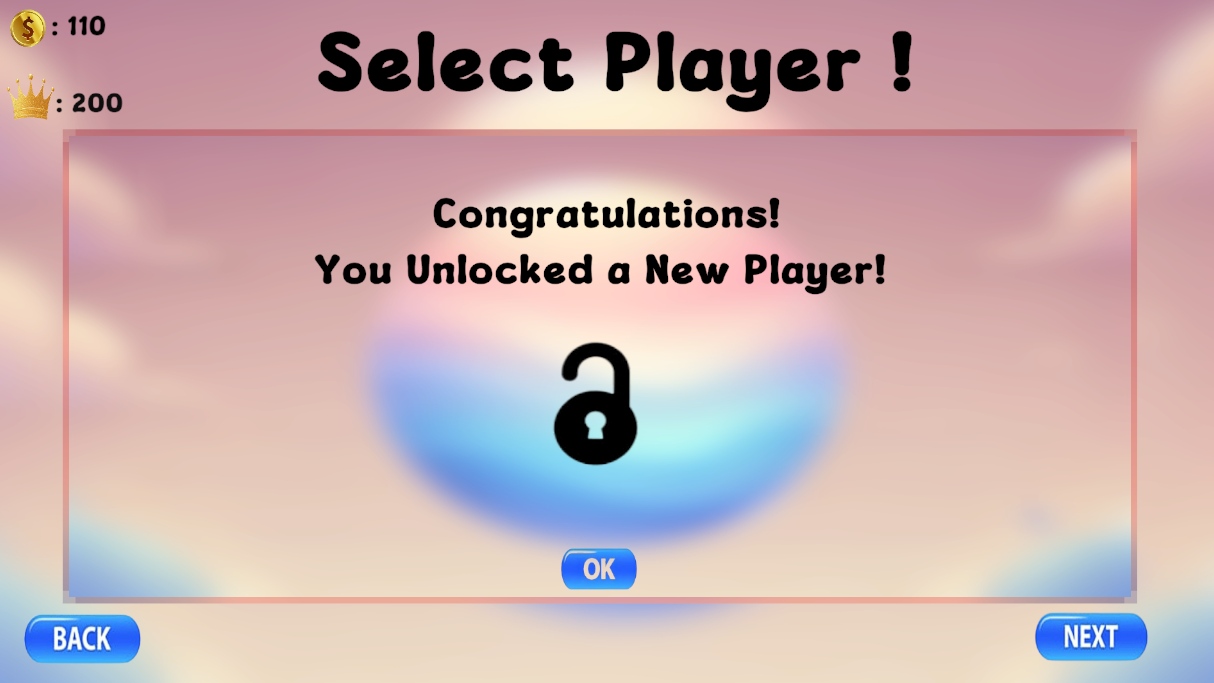 : 110
Select Player !
: 200
Congratulations!
You Unlocked a New Player!
OK
BACK
NEXT